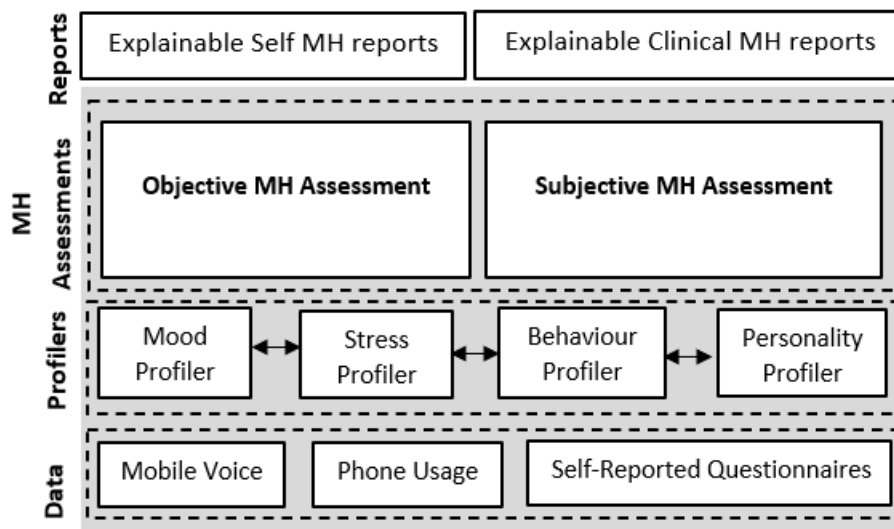 Reports
Explainable Self MH reports
Explainable Clinical MH reports
MH
Assessments
Objective MH Assessment
Subjective MH Assessment
Profilers
Mood
Profiler
Stress
Profiler
Behaviour
Profiler
Personality
Profiler
Data
Mobile Voice
Phone Usage
Self-Reported Questionnaires